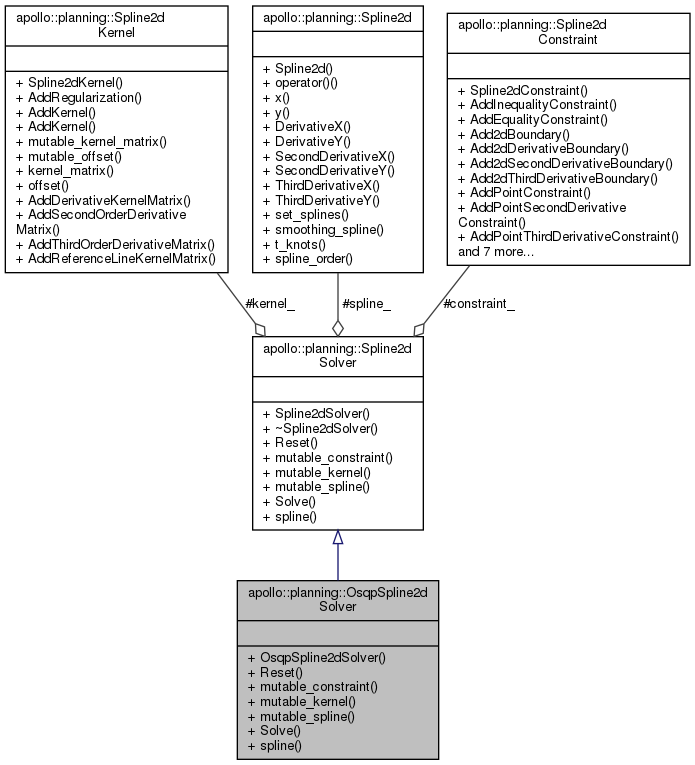 apollo::planning::Spline2d
Kernel
+ Spline2dKernel()
+ AddRegularization()
+ AddKernel()
+ AddKernel()
+ mutable_kernel_matrix()
+ mutable_offset()
+ kernel_matrix()
+ offset()
+ AddDerivativeKernelMatrix()
+ AddSecondOrderDerivative
Matrix()
+ AddThirdOrderDerivativeMatrix()
+ AddReferenceLineKernelMatrix()
apollo::planning::Spline2d
+ Spline2d()
+ operator()()
+ x()
+ y()
+ DerivativeX()
+ DerivativeY()
+ SecondDerivativeX()
+ SecondDerivativeY()
+ ThirdDerivativeX()
+ ThirdDerivativeY()
+ set_splines()
+ smoothing_spline()
+ t_knots()
+ spline_order()
apollo::planning::Spline2d
Constraint
+ Spline2dConstraint()
+ AddInequalityConstraint()
+ AddEqualityConstraint()
+ Add2dBoundary()
+ Add2dDerivativeBoundary()
+ Add2dSecondDerivativeBoundary()
+ Add2dThirdDerivativeBoundary()
+ AddPointConstraint()
+ AddPointSecondDerivative
Constraint()
+ AddPointThirdDerivativeConstraint()
and 7 more...
#kernel_
#spline_
#constraint_
apollo::planning::Spline2d
Solver
+ Spline2dSolver()
+ ~Spline2dSolver()
+ Reset()
+ mutable_constraint()
+ mutable_kernel()
+ mutable_spline()
+ Solve()
+ spline()
apollo::planning::OsqpSpline2d
Solver
+ OsqpSpline2dSolver()
+ Reset()
+ mutable_constraint()
+ mutable_kernel()
+ mutable_spline()
+ Solve()
+ spline()